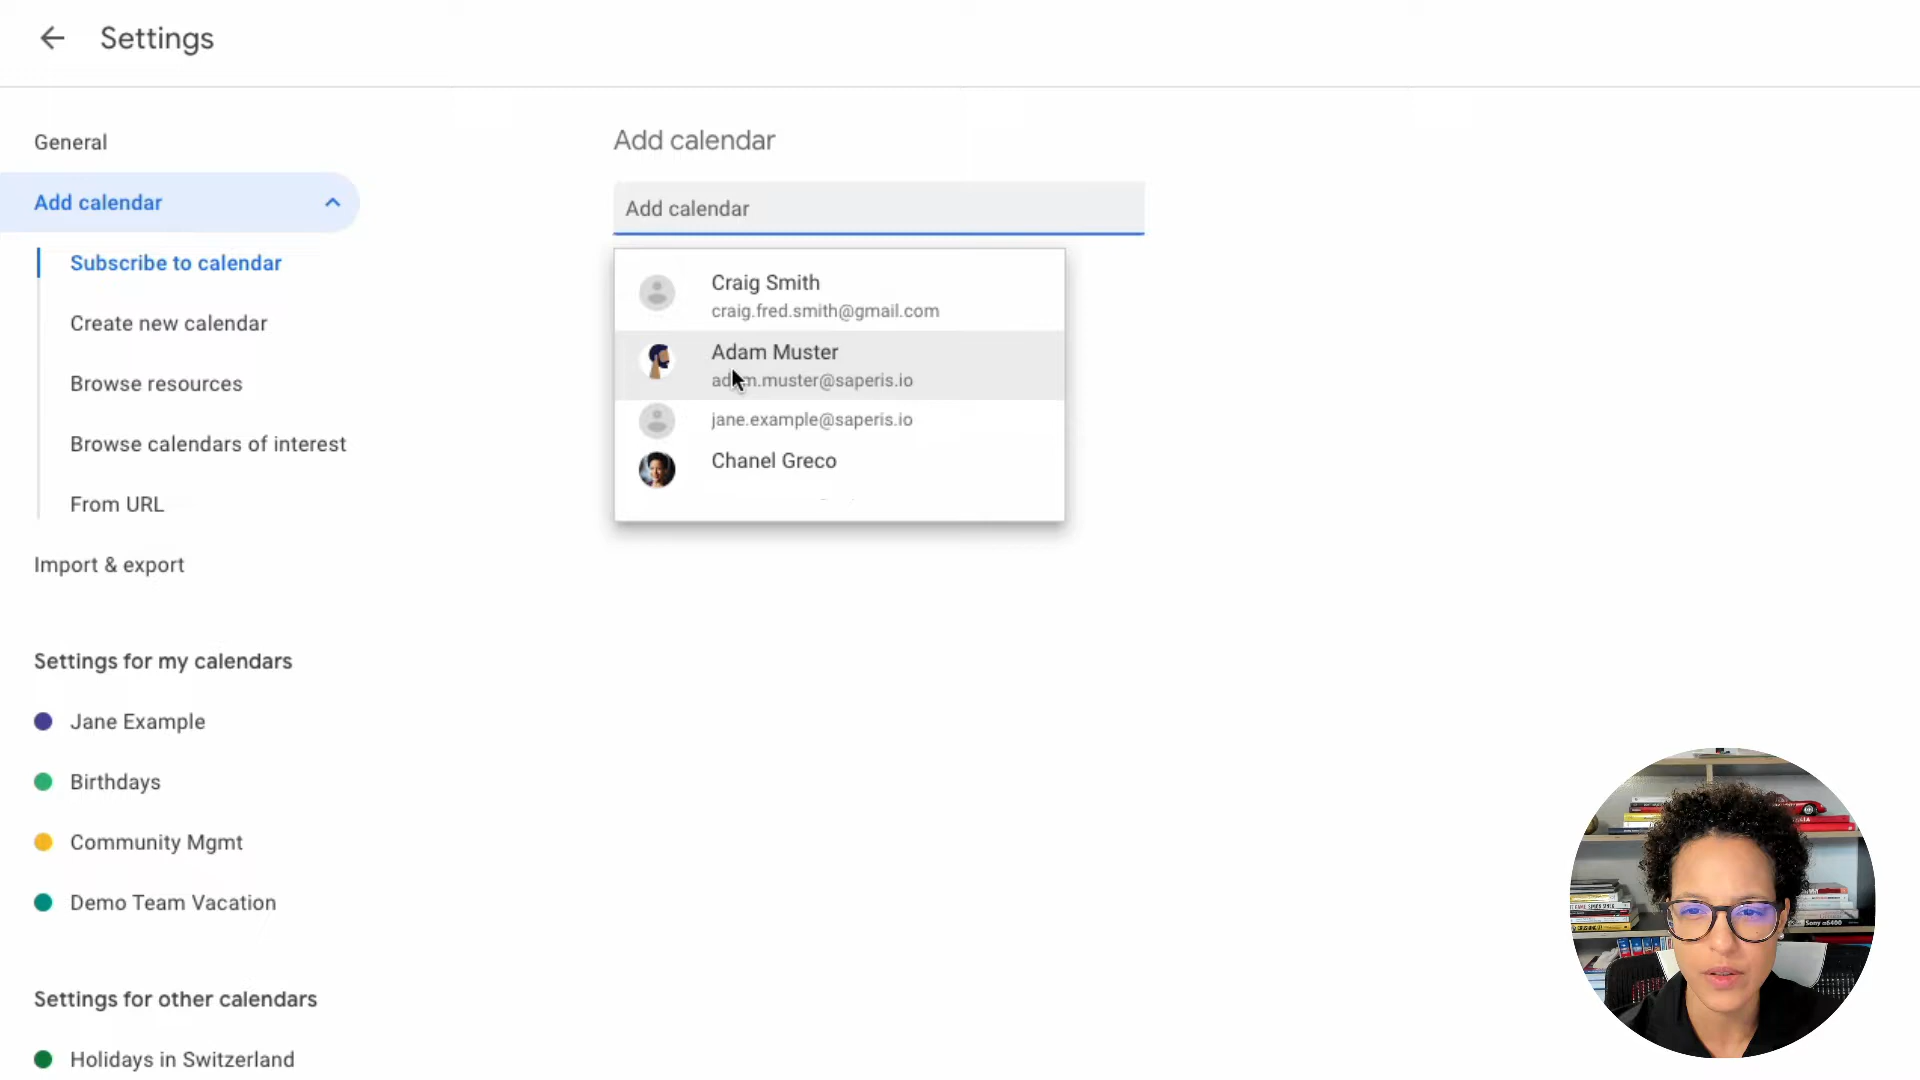 Settings
General
Add calendar
Subscribe to calendar
Create new calendar
Browse resources
Browse calendars of interest
From URL
Import & export
Settings for my calendars
Jane Example
Birthdays
Community Mgmt
Demo Team Vacation
Settings for other calendars
Holidays in Switzerland
Add calendar
Add calendar
Craig Smith
craig.fred.smith@gmail.com
Adam Muster
adam.muster@saperis.io
jane.example@saperis.io
Chanel Greco